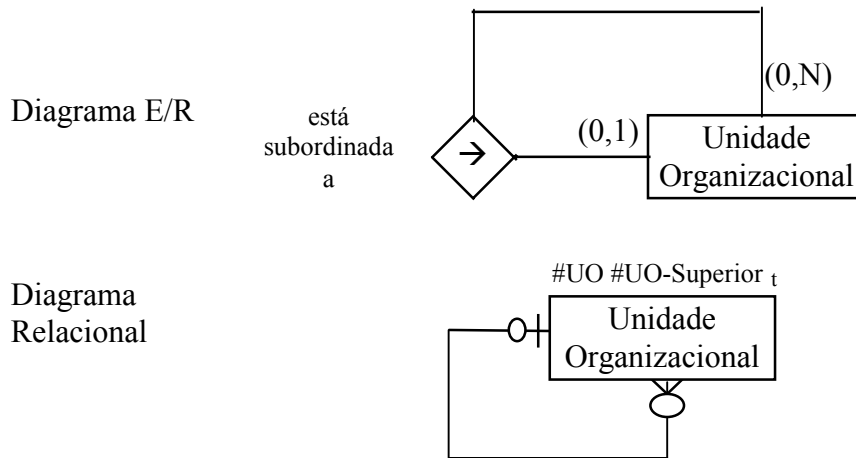 Diagrama E/R
está
subordinada
a
→
(0,1)
(0,N)
Unidade
Organizacional
Diagrama
Relacional
#UO #UO-Superior t
Unidade
Organizacional